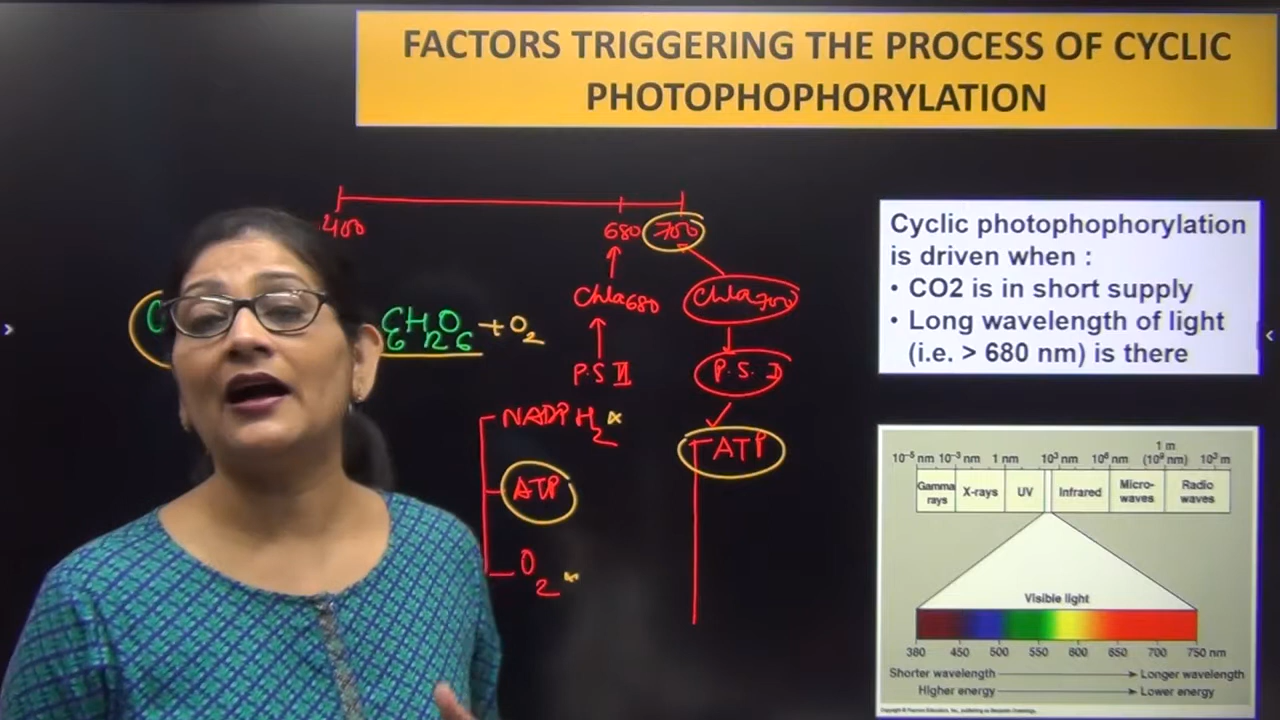 FACTORS TRIGGERING THE PROCESS OF CYCLIC
PHOTOPHOPHORYLATION
400
680
700
Chla680
Chla700
C6H12O6 + O2
P.S II
P. S. I
NADPH2
ATP
ATP
O2
Cyclic photophophorylation
is driven when :
• CO2 is in short supply
• Long wavelength of light
(i.e. > 680 nm) is there
1 m
10⁻⁵ nm 10⁻³ nm 1 nm 10³ nm 10⁶ nm (10⁹ nm) 10³ m
Gamma rays X-rays UV Infrared Micro-waves Radio waves
Visible light
380 450 500 550 600 650 700 750 nm
Shorter wavelength Longer wavelength
Higher energy Lower energy